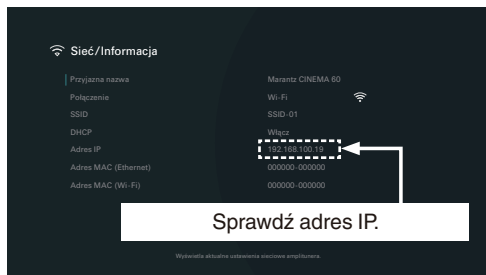 Sieć/Informacja
Przyjazna nazwa Marantz CINEMA 60
Połączenie Wi-Fi
SSID SSID-01
DHCP Włącz
Adres IP 192.168.100.19
Adres MAC (Ethernet) 000000-000000
Adres MAC (Wi-Fi) 000000-000000
Sprawdź adres IP.
Wyświetla aktualne ustawienia sieciowe amplitunera.